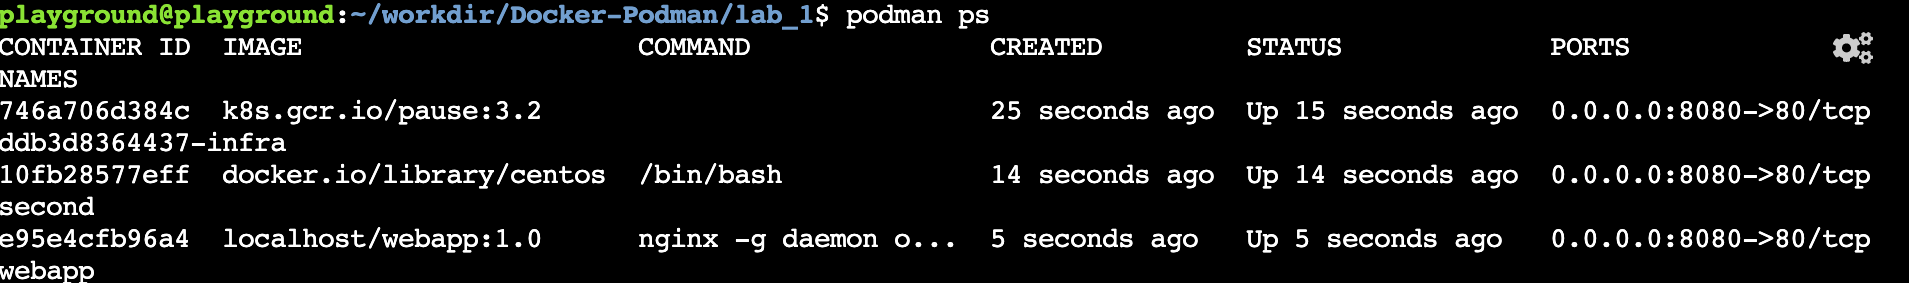 playground@playground:~/workdir/Docker-Podman/lab_1$ podman ps
CONTAINER ID  IMAGE                     COMMAND               CREATED         STATUS            PORTS
NAMES
746a706d384c  k8s.gcr.io/pause:3.2                            25 seconds ago  Up 15 seconds ago  0.0.0.0:8080->80/tcp
ddb3d8364437-infra
10fb28577eff  docker.io/library/centos  /bin/bash             14 seconds ago  Up 14 seconds ago  0.0.0.0:8080->80/tcp
second
e95e4cfb96a4  localhost/webapp:1.0      nginx -g daemon o...  5 seconds ago   Up 5 seconds ago   0.0.0.0:8080->80/tcp
webapp